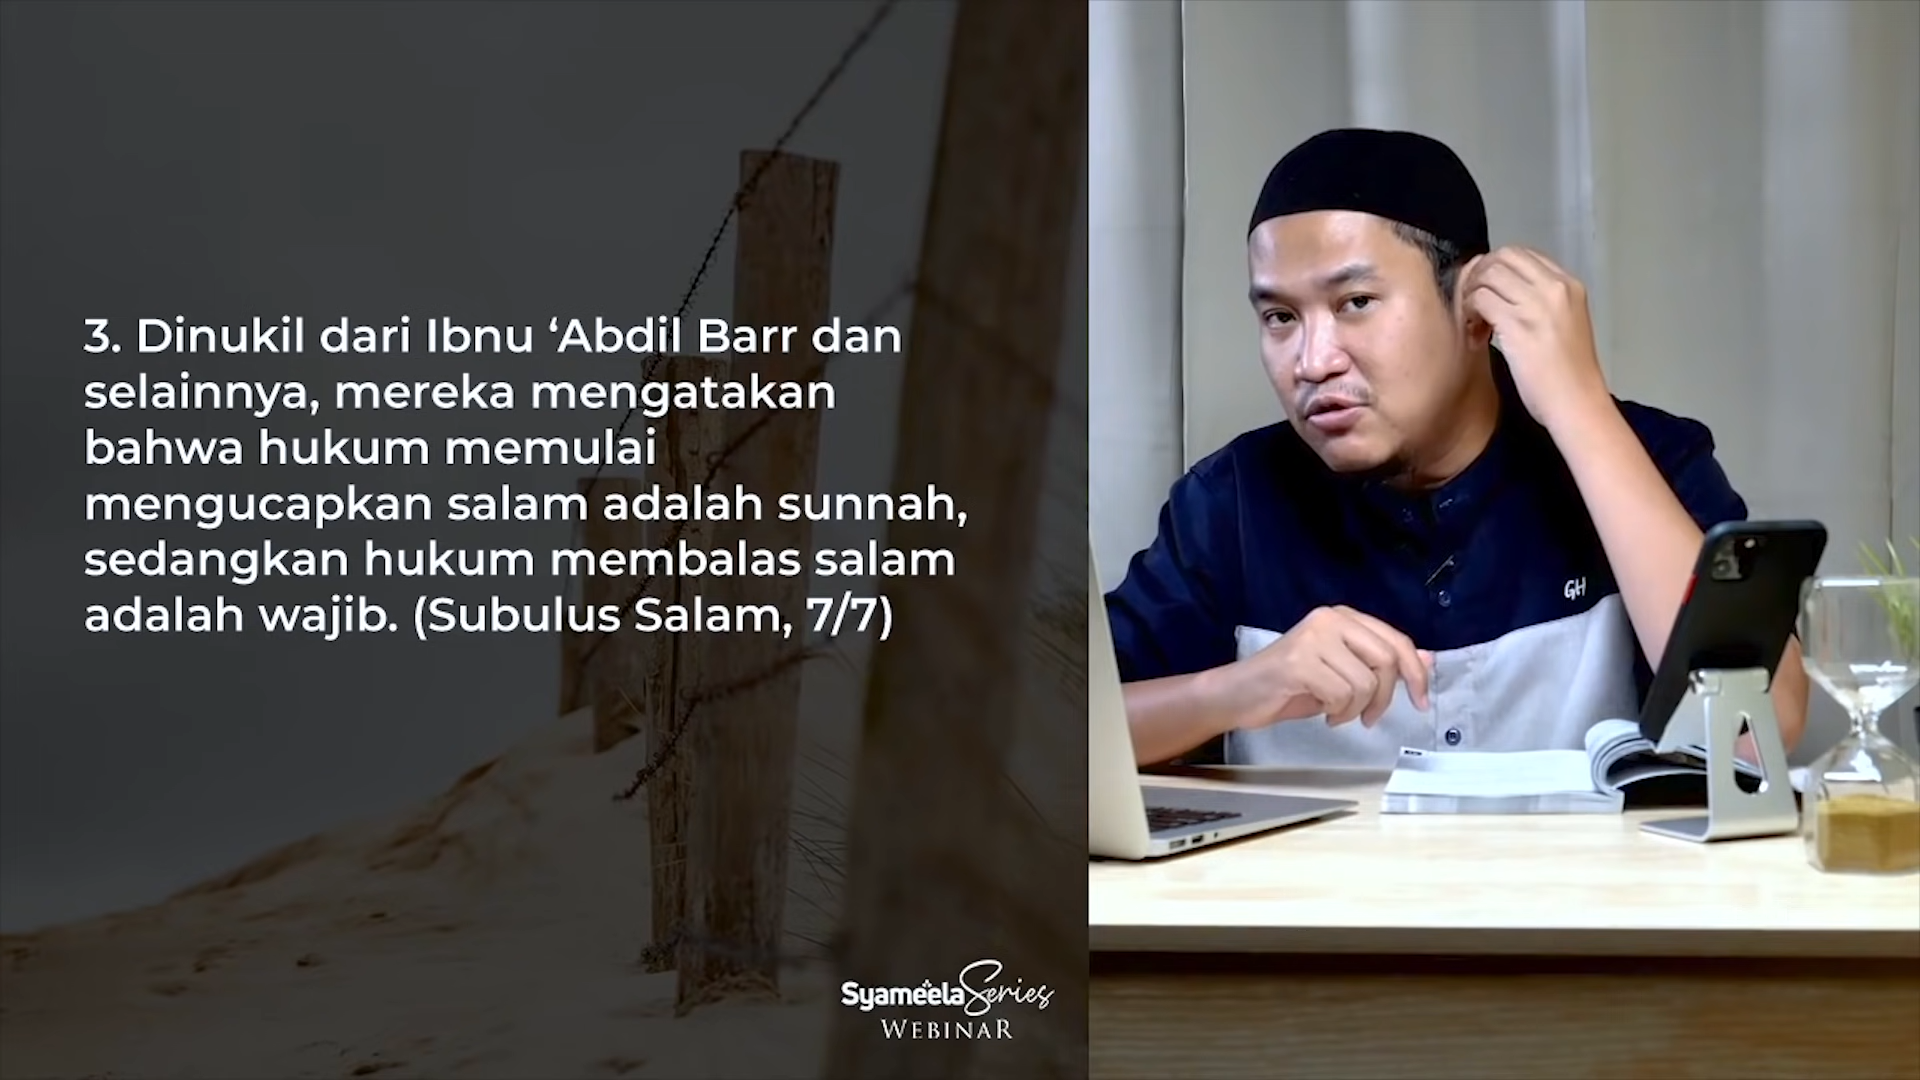 3. Dinukil dari Ibnu ‘Abdil Barr dan
selainnya, mereka mengatakan
bahwa hukum memulai
mengucapkan salam adalah sunnah,
sedangkan hukum membalas salam
adalah wajib. (Subulus Salam, 7/7)
GH
Syameela Series
WEBINAR